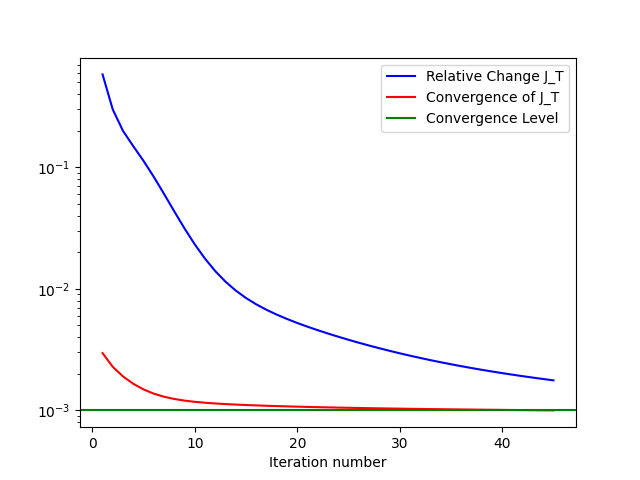 Relative Change J_T
Convergence of J_T
Convergence Level
10⁻¹
10⁻²
10⁻³
0 10 20 30 40
Iteration number